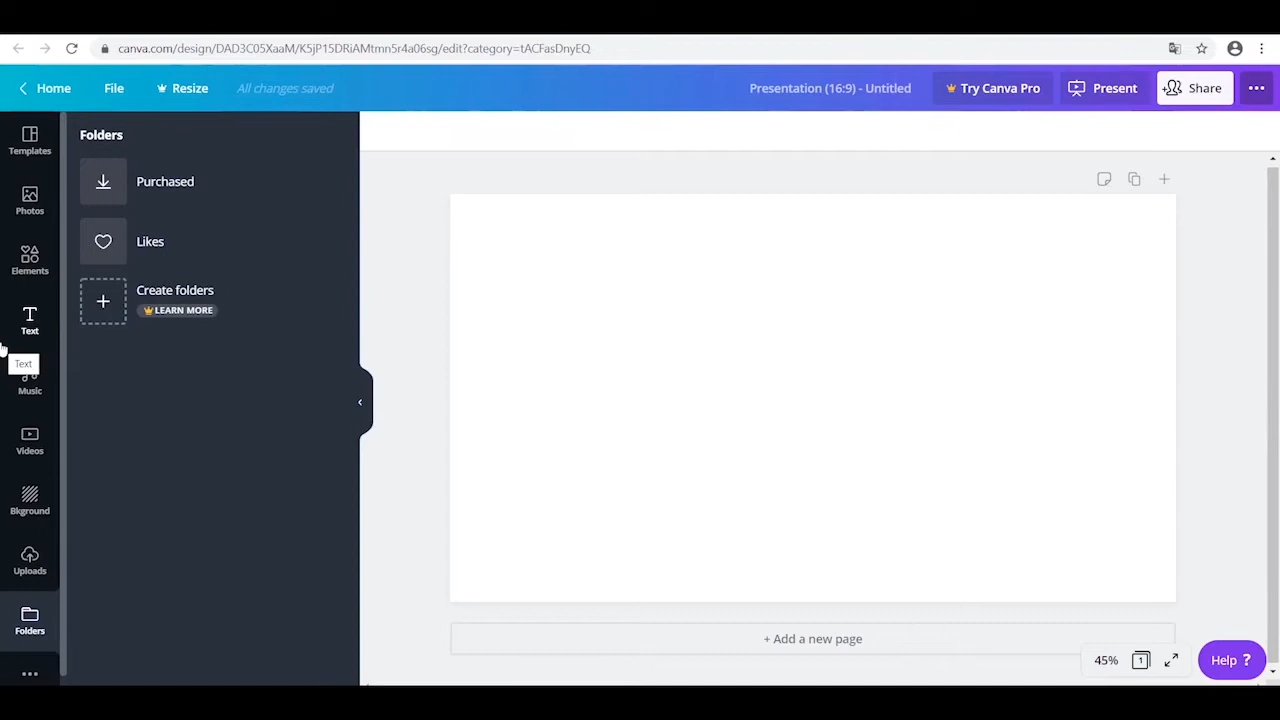 canva.com/design/DAD3C05XaaM/K5jP15DRiAMtmn5r4a06sg/edit?category=tACFasDnyEQ
Home File Resize All changes saved Presentation (16:9) - Untitled Try Canva Pro Present Share
Templates
Photos
Elements
Text
Text
Music
Videos
Bkground
Uploads
Folders
Folders
Purchased
Likes
Create folders
LEARN MORE
+ Add a new page
45% 1 Help ?